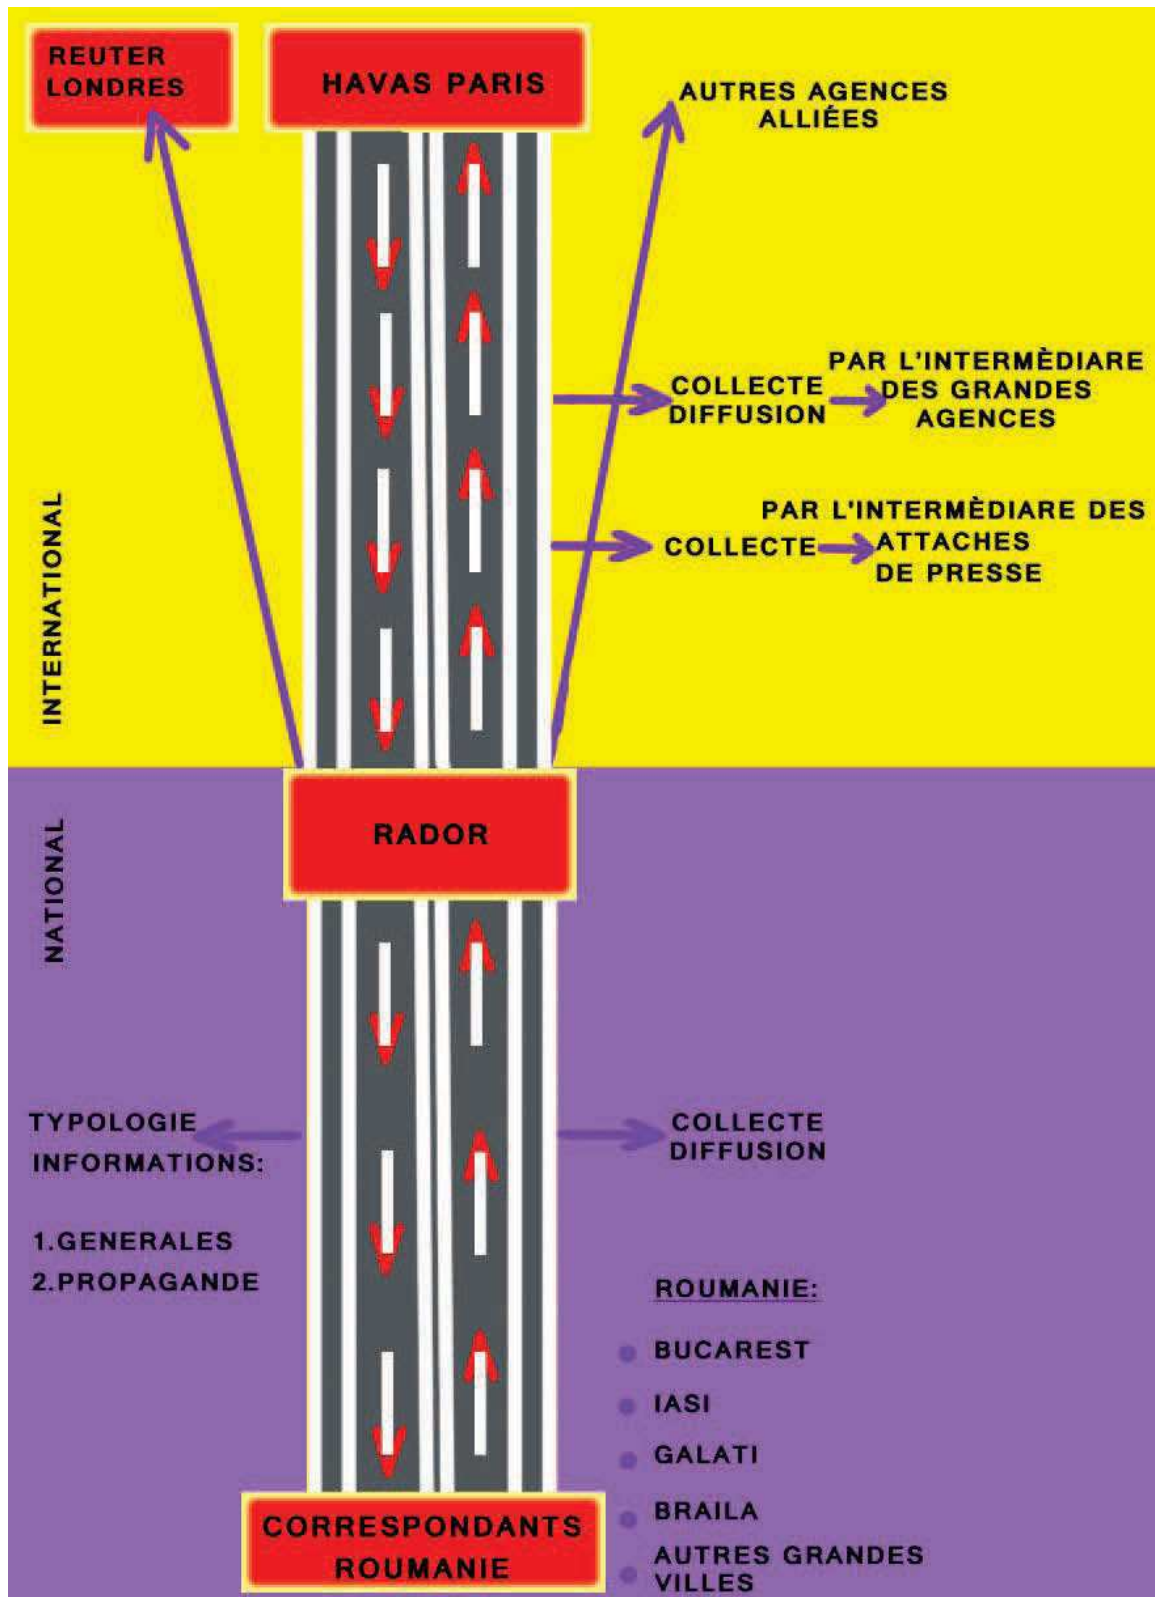 REUTER
LONDRES
HAVAS PARIS
AUTRES AGENCES
ALLIÉES
COLLECTE
DIFFUSION
PAR L'INTERMÈDIARE
DES GRANDES
AGENCES
COLLECTE
PAR L'INTERMÈDIARE DES
ATTACHES
DE PRESSE
INTERNATIONAL
RADOR
NATIONAL
TYPOLOGIE
INFORMATIONS:
1.GENERALES
2.PROPAGANDE
COLLECTE
DIFFUSION
ROUMANIE:
BUCAREST
IASI
GALATI
BRAILA
AUTRES GRANDES
VILLES
CORRESPONDANTS
ROUMANIE